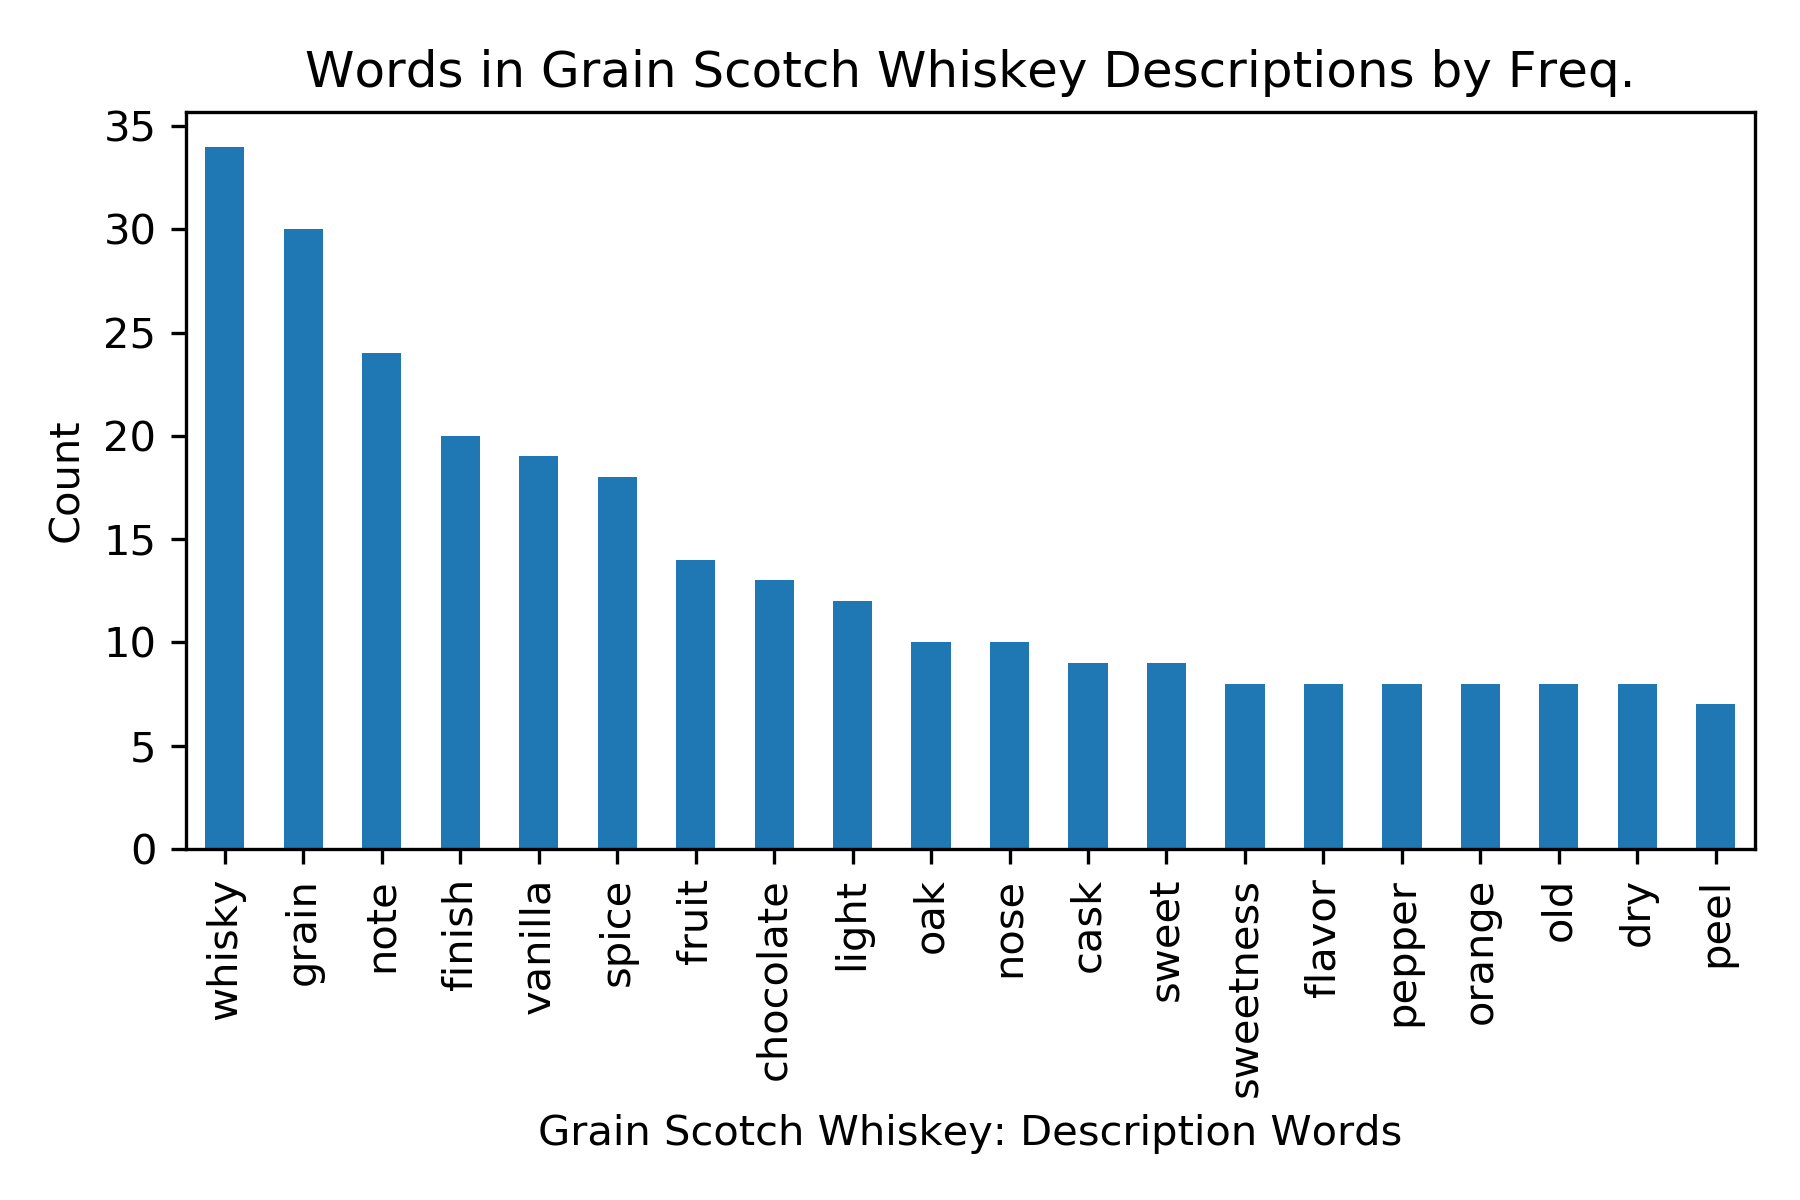 Words in Grain Scotch Whiskey Descriptions by Freq.
35
30
25
20
15
10
5
0
Count
whisky
grain
note
finish
vanilla
spice
fruit
chocolate
light
oak
nose
cask
sweet
sweetness
flavor
pepper
orange
old
dry
peel
Grain Scotch Whiskey: Description Words